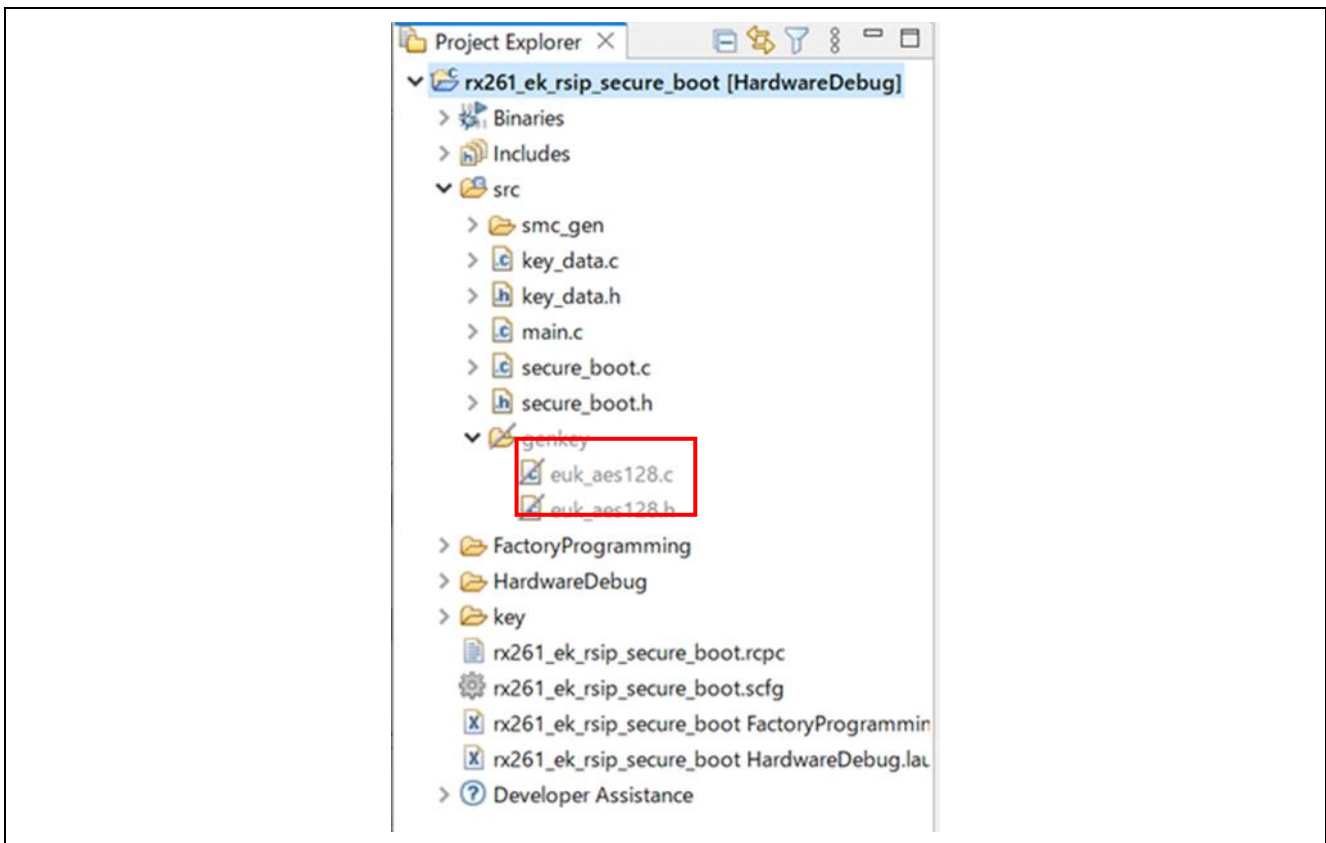 Project Explorer
rx261_ek_rsip_secure_boot [HardwareDebug]
Binaries
Includes
src
smc_gen
key_data.c
key_data.h
main.c
secure_boot.c
secure_boot.h
genkey
euk_aes128.c
euk_aes128.h
FactoryProgramming
HardwareDebug
key
rx261_ek_rsip_secure_boot.rcpc
rx261_ek_rsip_secure_boot.scfg
rx261_ek_rsip_secure_boot FactoryProgrammin
rx261_ek_rsip_secure_boot HardwareDebug.lau
Developer Assistance